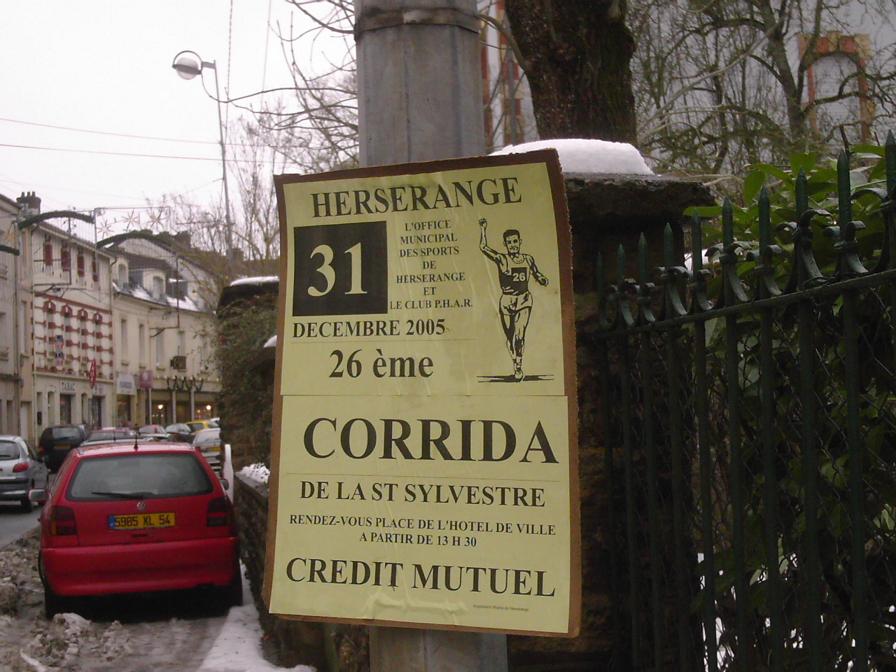 HERSERANGE
31
L'OFFICE
MUNICIPAL
DES SPORTS
DE
HERSERANGE
ET
LE CLUB P.H.A.R.
26
DECEMBRE 2005
26 ème
CORRIDA
DE LA ST SYLVESTRE
RENDEZ-VOUS PLACE DE L'HOTEL DE VILLE
A PARTIR DE 13 H 30
CREDIT MUTUEL
5985 XL 54
TABAC